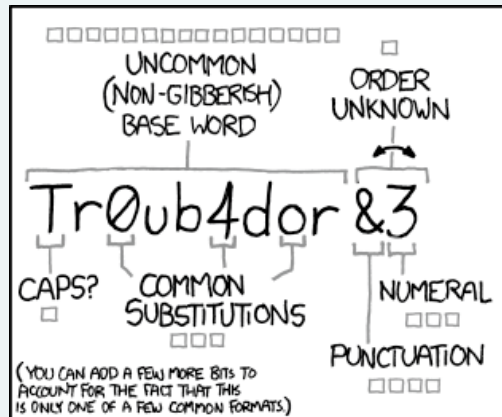 UNCOMMON
(NON-GIBBERISH)
BASE WORD
ORDER
UNKNOWN
Tr0ub4dor &3
CAPS?
COMMON
SUBSTITUTIONS
NUMERAL
PUNCTUATION
(YOU CAN ADD A FEW MORE BITS TO
ACCOUNT FOR THE FACT THAT THIS
IS ONLY ONE OF A FEW COMMON FORMATS.)